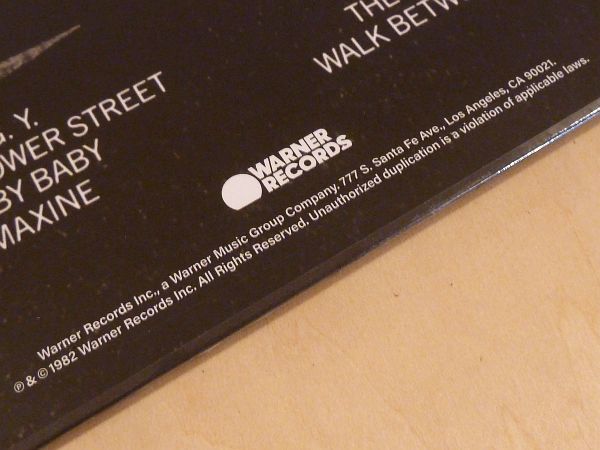 . Y.
OWER STREET
BY BABY
MAXINE
THE
WALK BETW
WARNER
RECORDS
Warner Records Inc., a Warner Music Group Company, 777 S. Santa Fe Ave., Los Angeles, CA 90021.
℗ & © 1982 Warner Records Inc. All Rights Reserved. Unauthorized duplication is a violation of applicable laws.